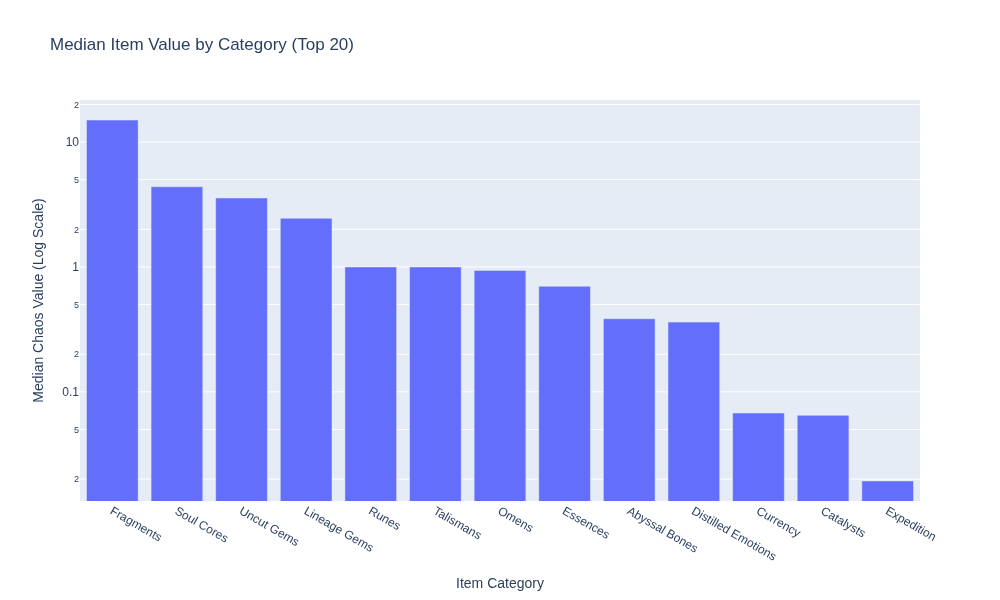 Median Item Value by Category (Top 20)
Median Chaos Value (Log Scale)
2
10
5
2
1
5
2
0.1
5
2
Fragments
Soul Cores
Uncut Gems
Lineage Gems
Runes
Talismans
Omens
Essences
Abyssal Bones
Distilled Emotions
Currency
Catalysts
Expedition
Item Category